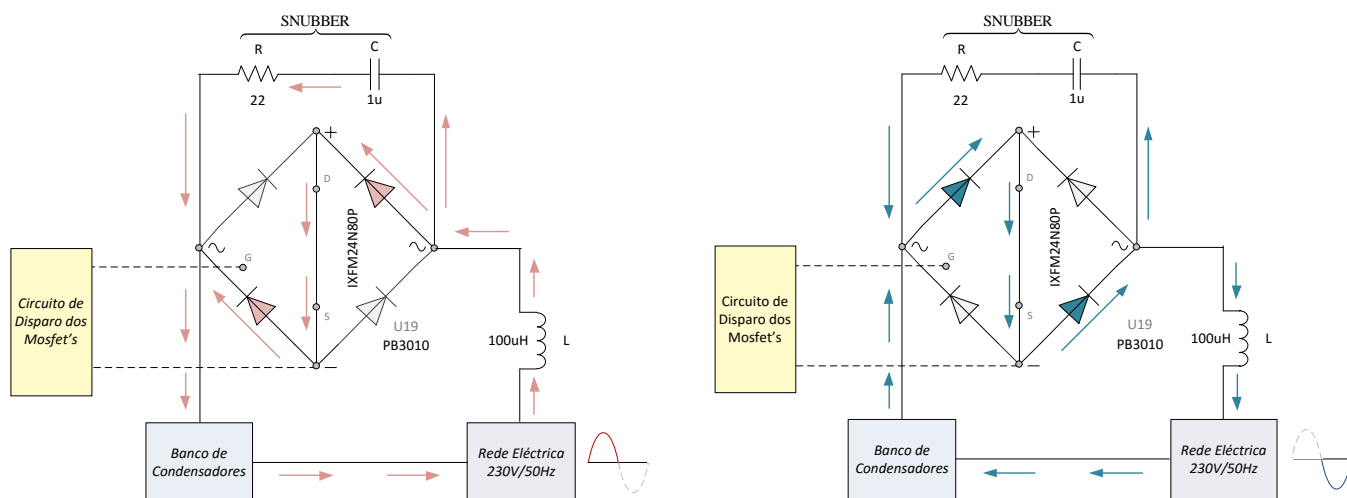 SNUBBER
R
C
22
1u
+
D
IXFM24N80P
~
~
G
S
U19
PB3010
Circuito de
Disparo dos
Mosfet's
100uH
L
Banco de
Condensadores
Rede Eléctrica
230V/50Hz
SNUBBER
R
C
22
1u
+
D
IXFM24N80P
~
~
G
S
U19
PB3010
Circuito de
Disparo dos
Mosfet's
100uH
L
Banco de
Condensadores
Rede Eléctrica
230V/50Hz